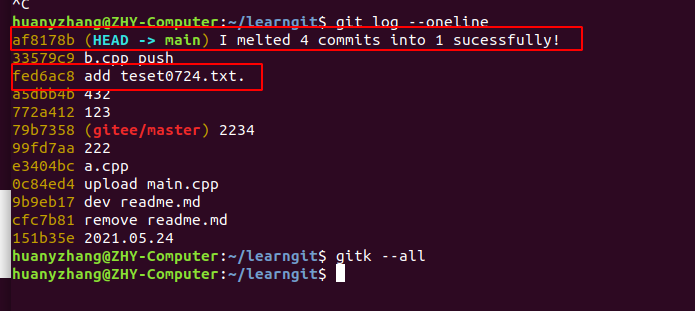 ^C
huanyzhang@ZHY-Computer:~/learngit$ git log --oneline
af8178b (HEAD -> main) I melted 4 commits into 1 sucessfully!
33579c9 b.cpp push
fed6ac8 add teset0724.txt.
a5dbb4b 432
772a412 123
79b7358 (gitee/master) 2234
99fd7aa 222
e3404bc a.cpp
0c84ed4 upload main.cpp
9b9eb17 dev readme.md
cfc7b81 remove readme.md
151b35e 2021.05.24
huanyzhang@ZHY-Computer:~/learngit$ gitk --all
huanyzhang@ZHY-Computer:~/learngit$